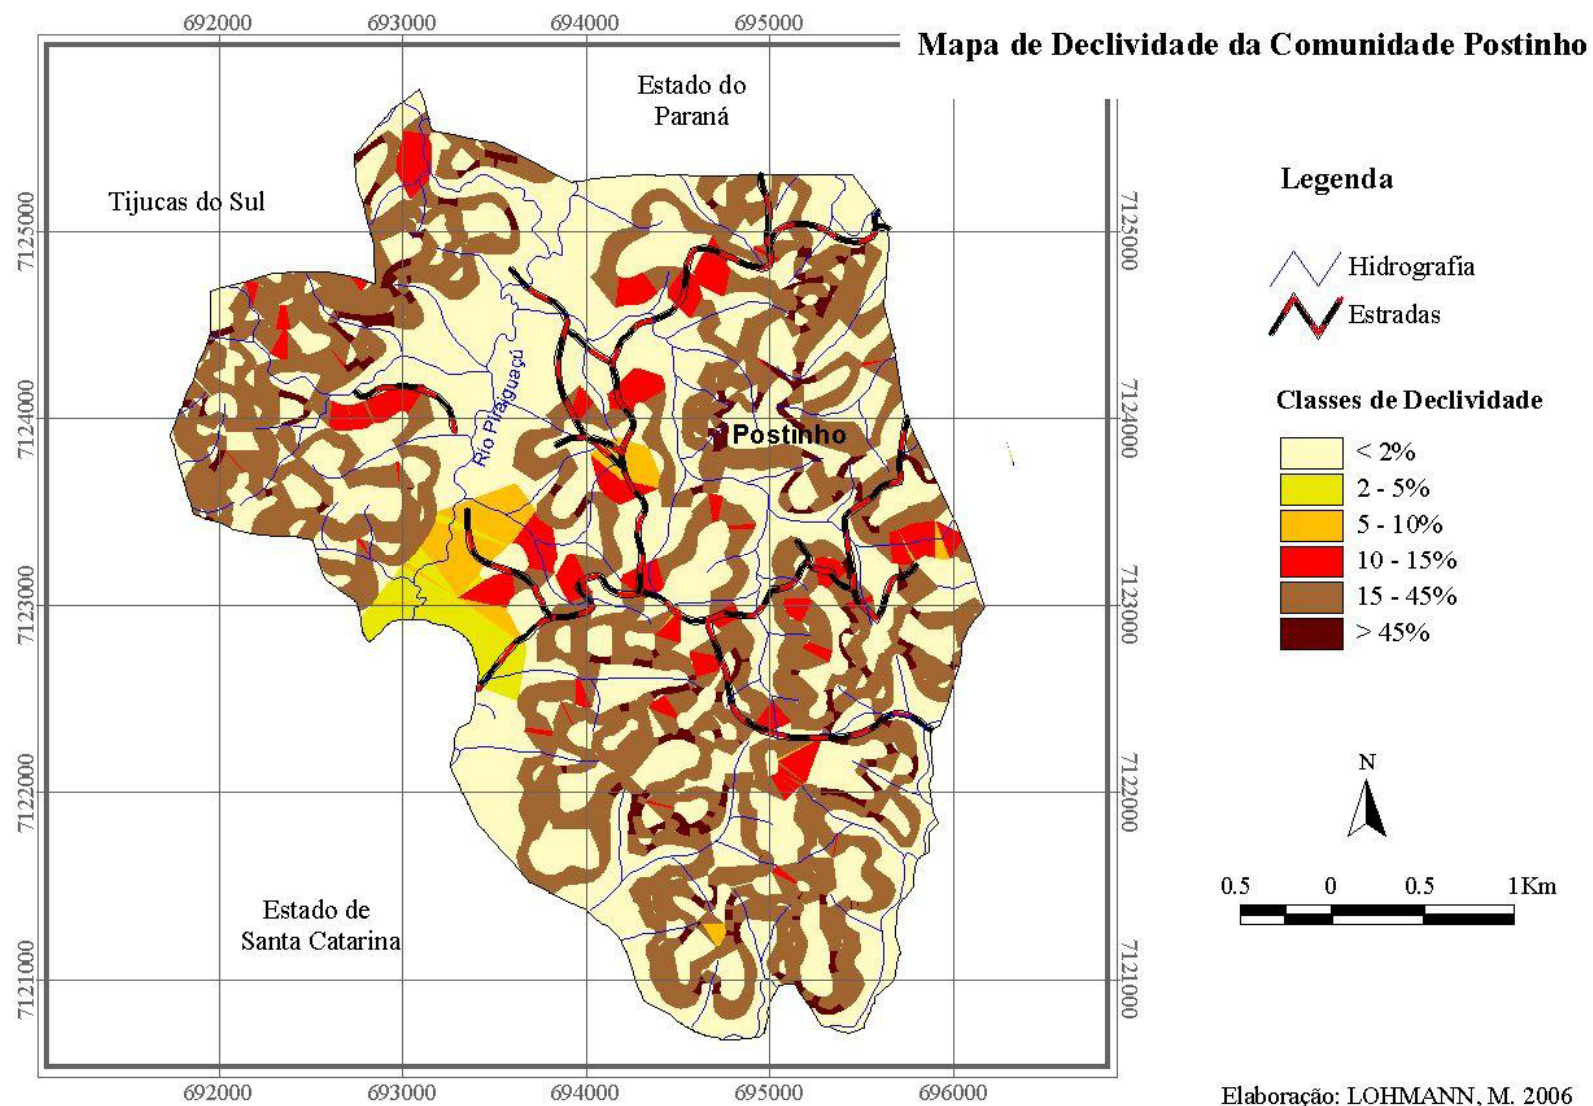 692000 693000 694000 695000
Mapa de Declividade da Comunidade Postinho
Estado do
Paraná
Tijucas do Sul
Legenda
7125000
7125000
Hidrografia
Estradas
Rio Piraiguaçú
7124000
7124000
Postinho
Classes de Declividade
< 2%
2 - 5%
5 - 10%
10 - 15%
15 - 45%
> 45%
7123000
7123000
N
7122000
7122000
0.5 0 0.5 1Km
Estado de
Santa Catarina
7121000
7121000
692000 693000 694000 695000 696000
Elaboração: LOHMANN, M. 2006